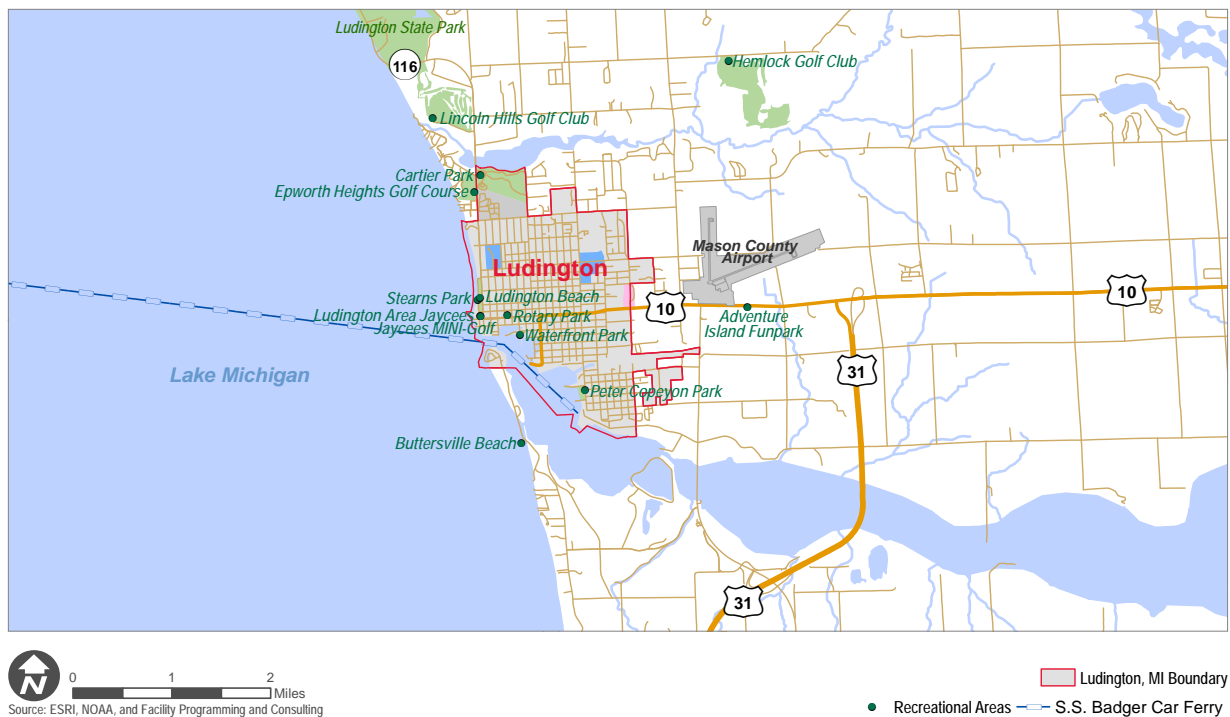 Ludington State Park
116
Hemlock Golf Club
Lincoln Hills Golf Club
Cartier Park
Epworth Heights Golf Course
Mason County
Airport
Ludington
Stearns Park
Ludington Beach
Ludington Area Jaycees
Rotary Park
Jaycees MINI-Golf
Waterfront Park
10
Adventure
Island Funpark
10
31
Lake Michigan
Peter Copeyon Park
Buttersville Beach
31
N
0 1 2
Miles
Source: ESRI, NOAA, and Facility Programming and Consulting
Ludington, MI Boundary
Recreational Areas
S.S. Badger Car Ferry